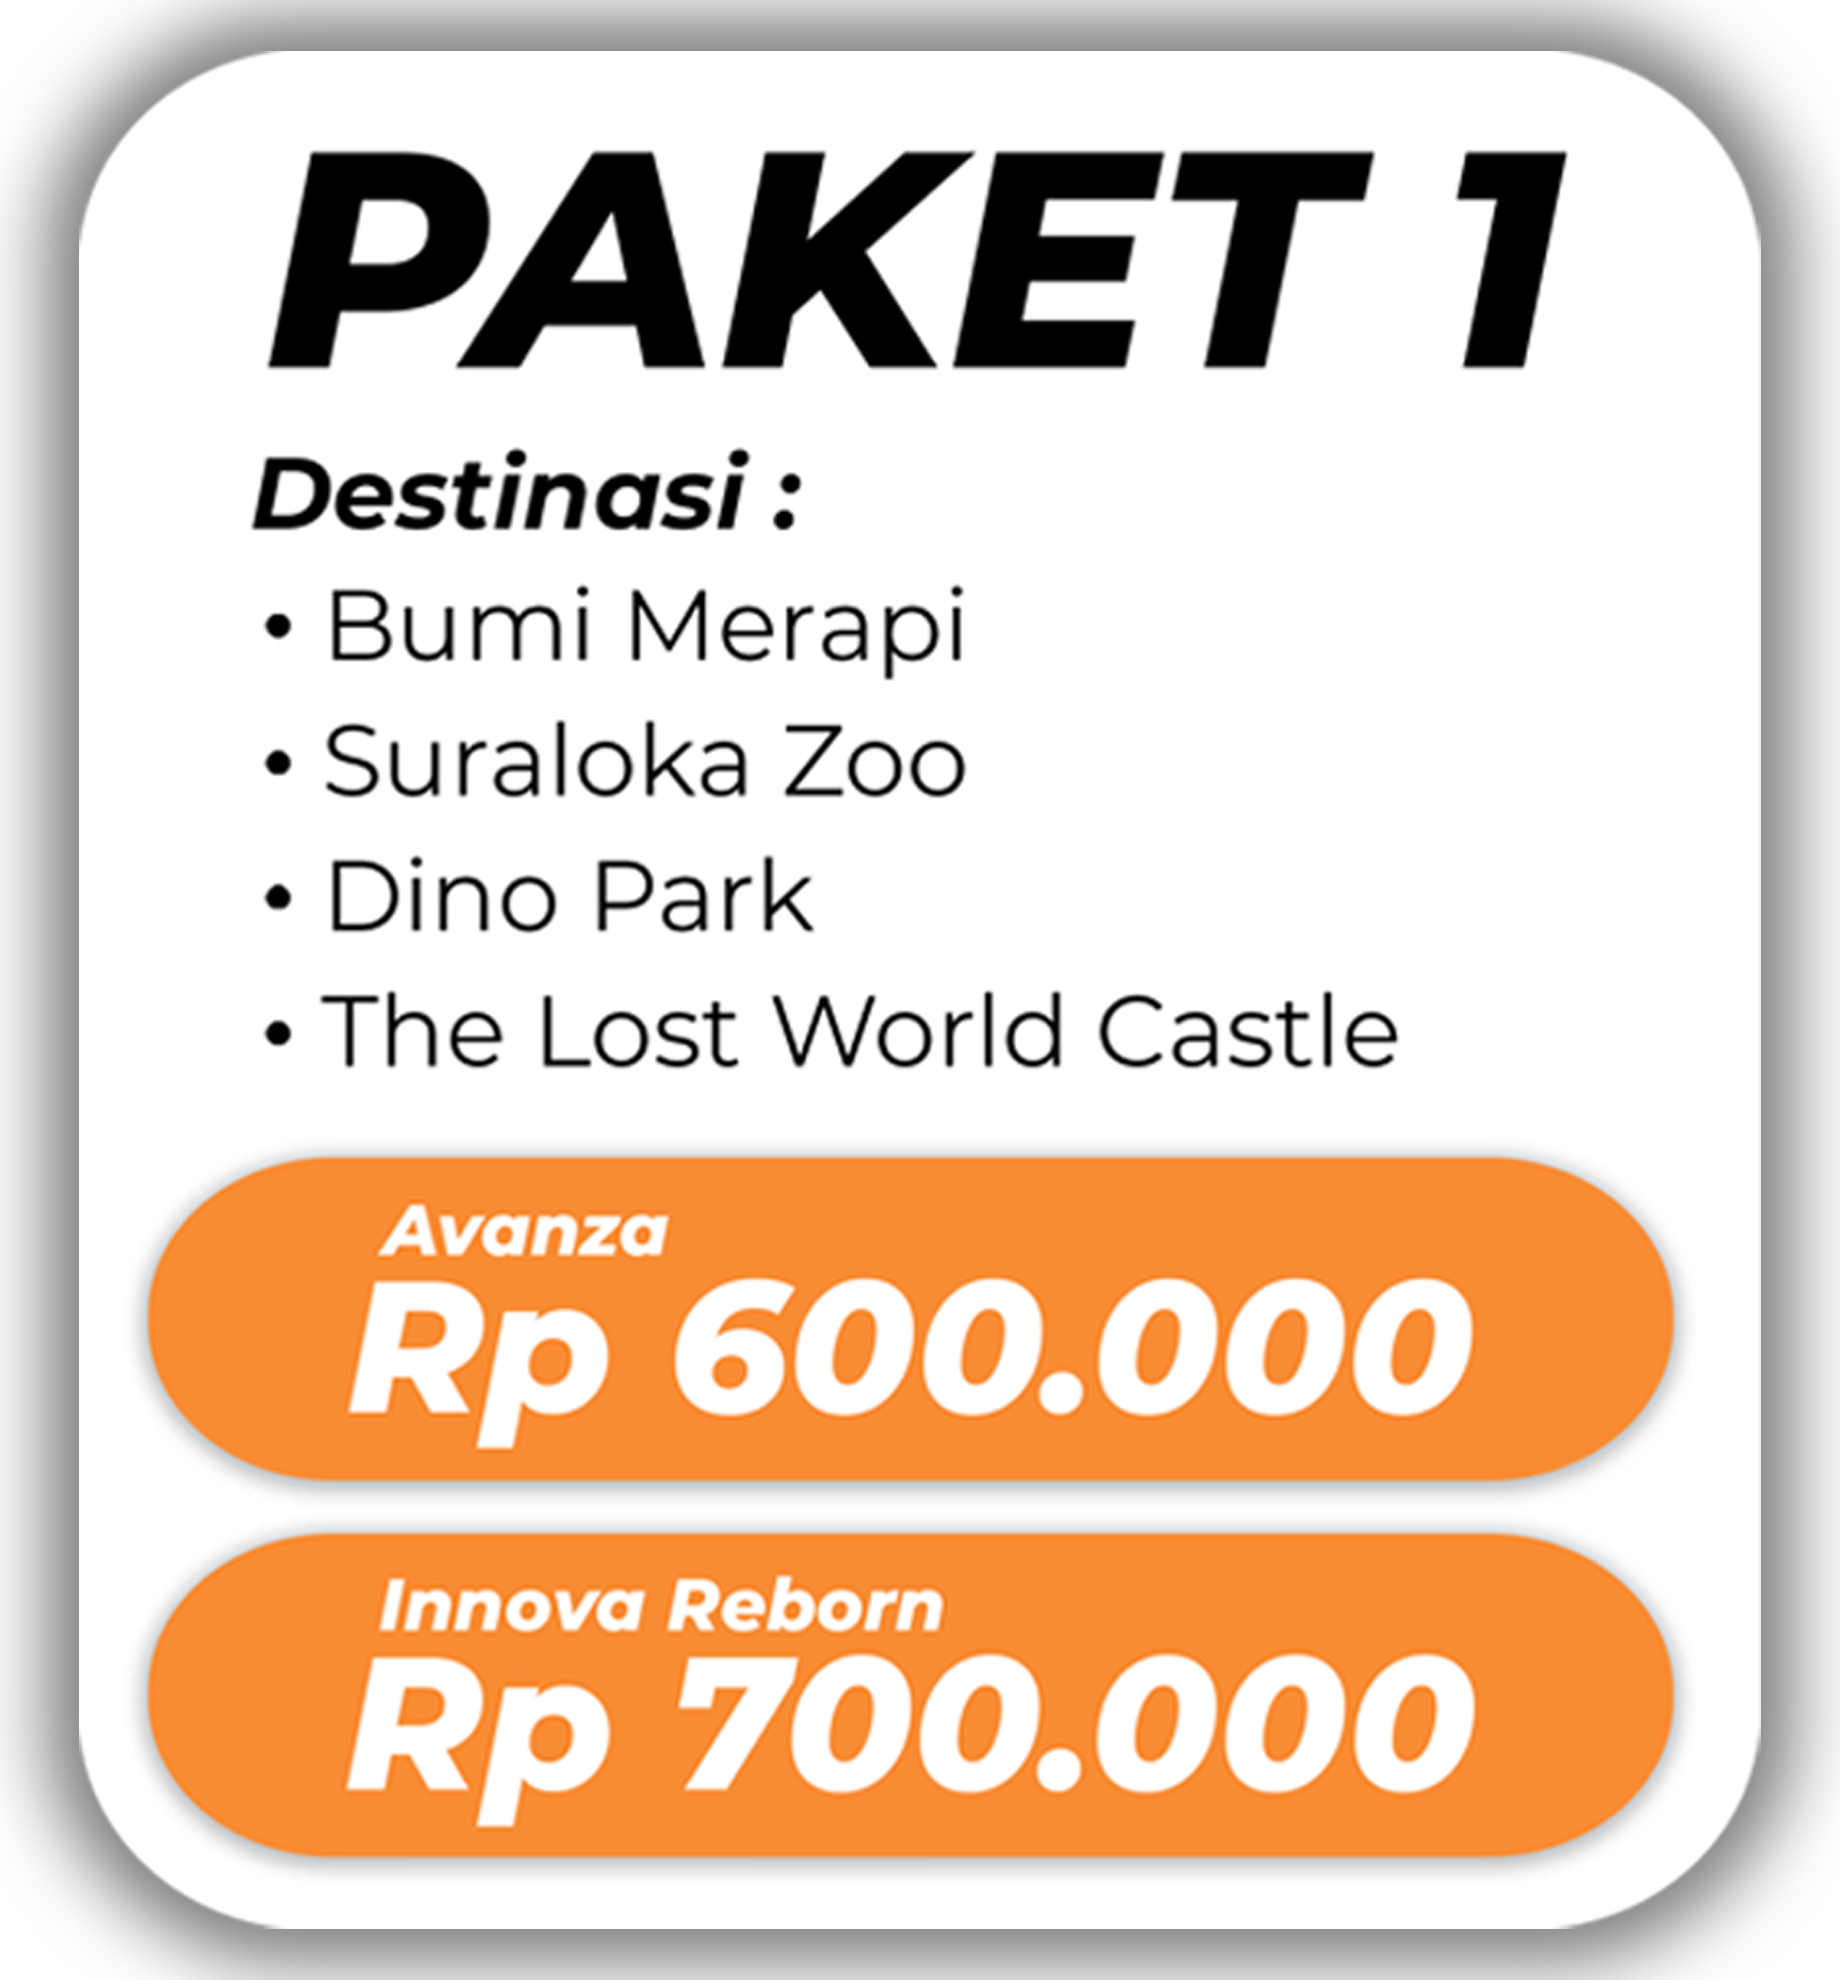 PAKET 1
Destinasi :
• Bumi Merapi
• Suraloka Zoo
• Dino Park
• The Lost World Castle
Avanza
Rp 600.000
Innova Reborn
Rp 700.000